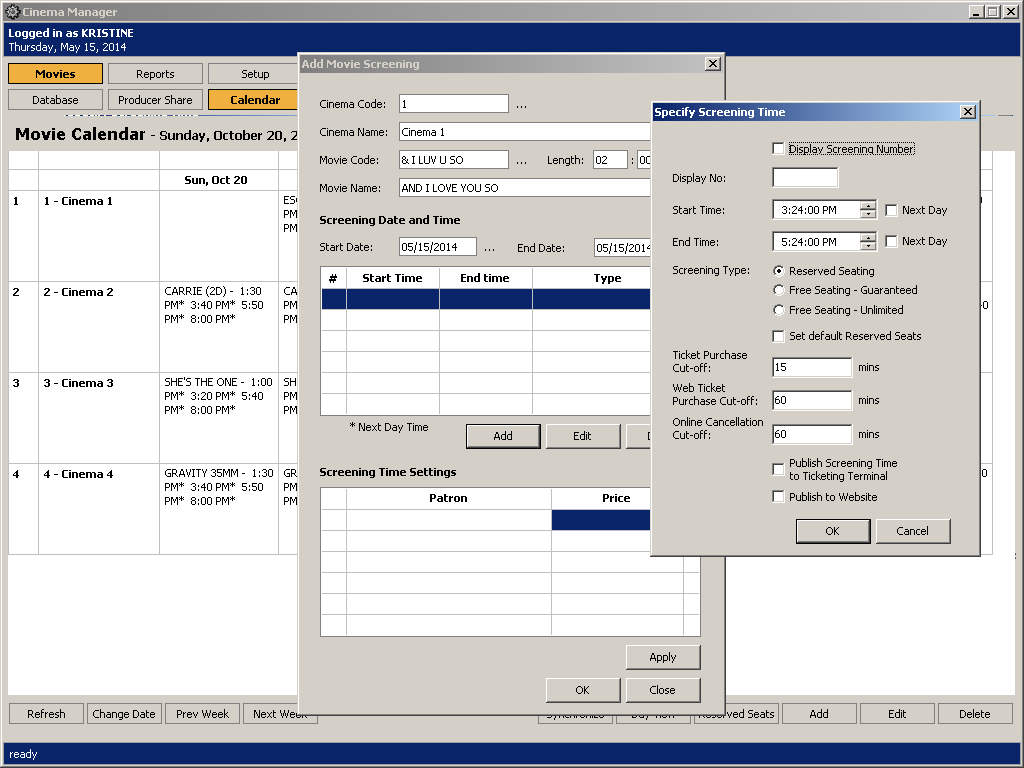 Cinema Manager
Logged in as KRISTINE
Thursday, May 15, 2014
Movies Reports Setup
Database Producer Share Calendar
Movie Calendar - Sunday, October 20, 2
Sun, Oct 20
1 1 - Cinema 1
2 2 - Cinema 2
CARRIE (2D) - 1:30
PM* 3:40 PM* 5:50
PM* 8:00 PM*
3 3 - Cinema 3
SHE'S THE ONE - 1:00
PM* 3:20 PM* 5:40
PM* 8:00 PM*
4 4 - Cinema 4
GRAVITY 35MM - 1:30
PM* 3:40 PM* 5:50
PM* 8:00 PM*
Add Movie Screening
Cinema Code: 1 ...
Cinema Name: Cinema 1
Movie Code: & I LUV U SO ... Length: 02 : 00
Movie Name: AND I LOVE YOU SO
Screening Date and Time
Start Date: 05/15/2014 ... End Date: 05/15/2014
# Start Time End time Type
* Next Day Time Add Edit
Screening Time Settings
Patron Price
Apply
OK Close
Specify Screening Time
Display Screening Number
Display No:
Start Time: 3:24:00 PM Next Day
End Time: 5:24:00 PM Next Day
Screening Type: Reserved Seating
Free Seating - Guaranteed
Free Seating - Unlimited
Set default Reserved Seats
Ticket Purchase
Cut-off: 15 mins
Web Ticket
Purchase Cut-off: 60 mins
Online Cancellation
Cut-off: 60 mins
Publish Screening Time
to Ticketing Terminal
Publish to Website
OK Cancel
Refresh Change Date Prev Week Next Week Reserved Seats Add Edit Delete
ready